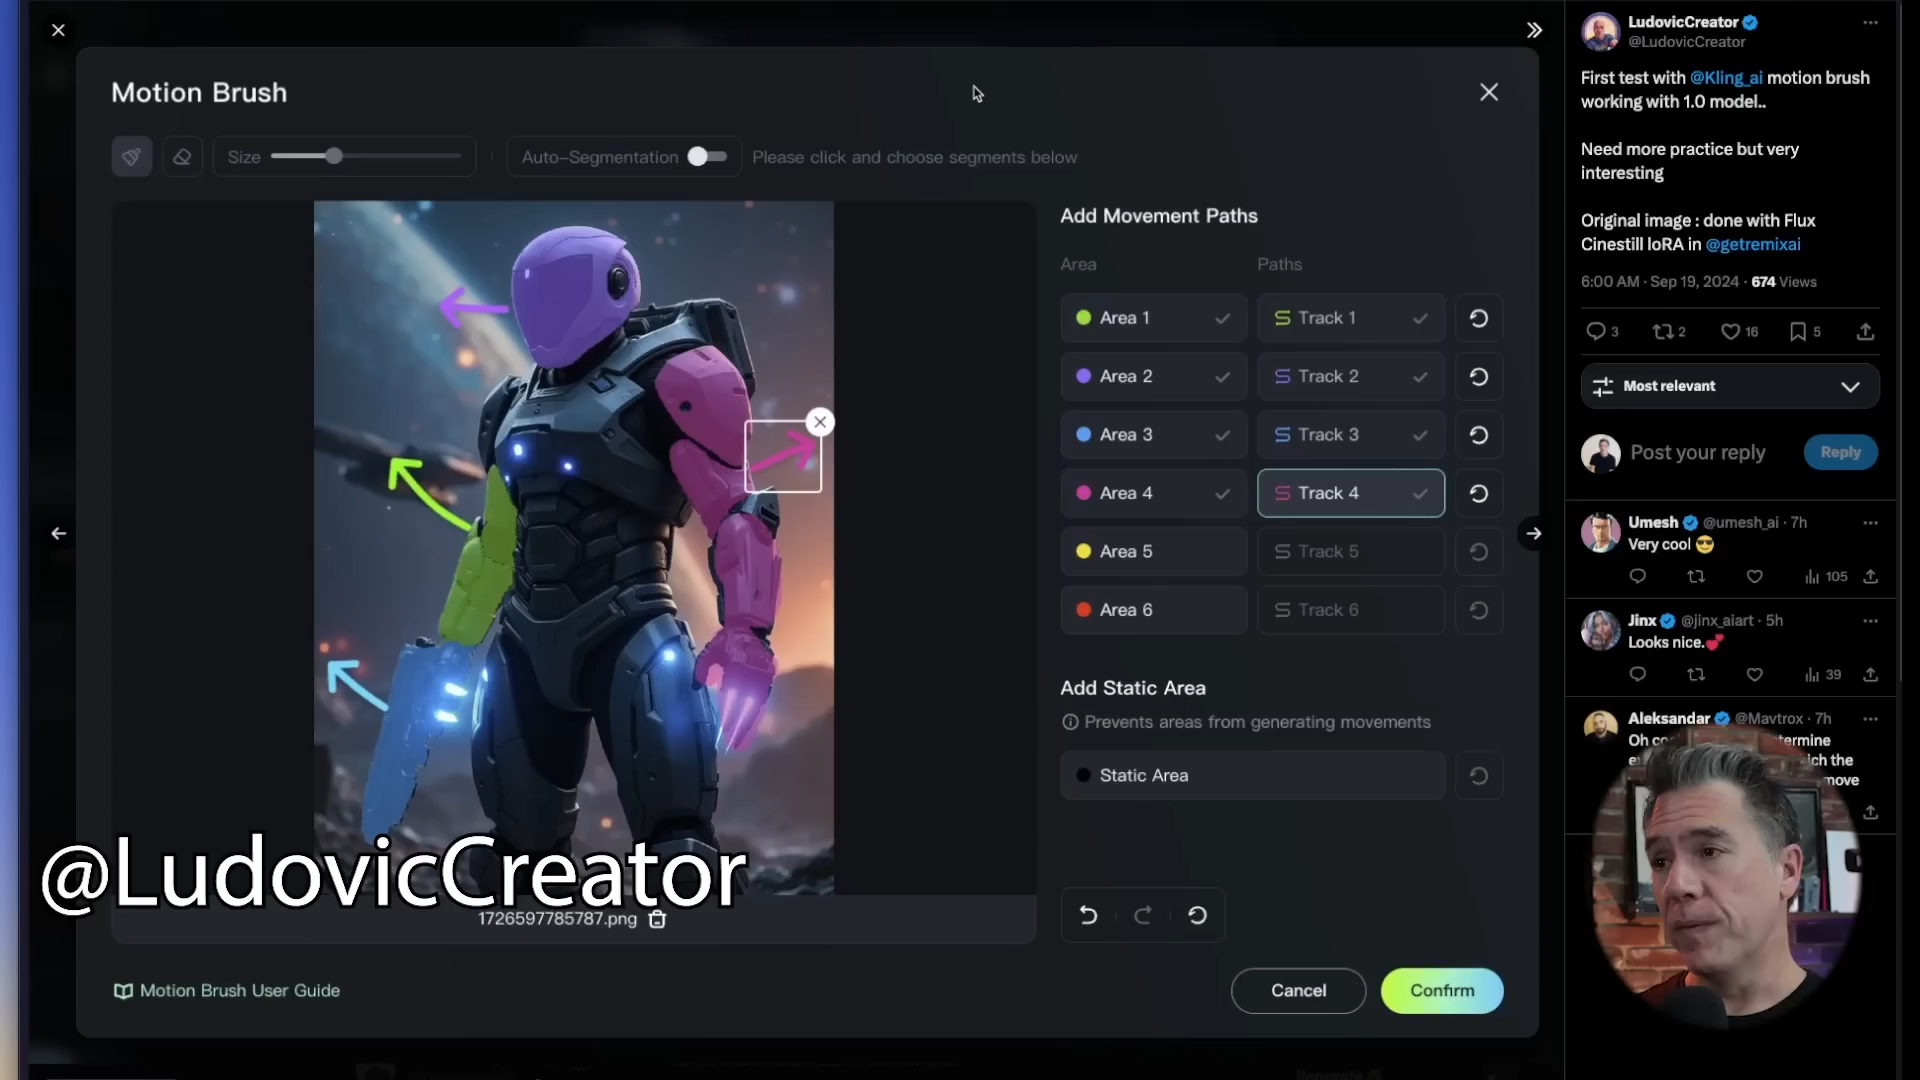 Motion Brush
Size
Auto-Segmentation
Please click and choose segments below
Add Movement Paths
Area
Paths
Area 1
Track 1
Area 2
Track 2
Area 3
Track 3
Area 4
Track 4
Area 5
Track 5
Area 6
Track 6
Add Static Area
Prevents areas from generating movements
Static Area
@LudovicCreator
1726597785787.png
Motion Brush User Guide
Cancel
Confirm
LudovicCreator
@LudovicCreator
First test with @Kling_ai motion brush
working with 1.0 model..
Need more practice but very
interesting
Original image : done with Flux
Cinestill loRA in @getremixai
6:00 AM · Sep 19, 2024 · 674 Views
3
2
16
5
Most relevant
Post your reply
Reply
Umesh @umesh_ai · 7h
Very cool 😎
105
Jinx @jinx_aiart · 5h
Looks nice.💕
39
Aleksandar @Mavtrox · 7h
the
move